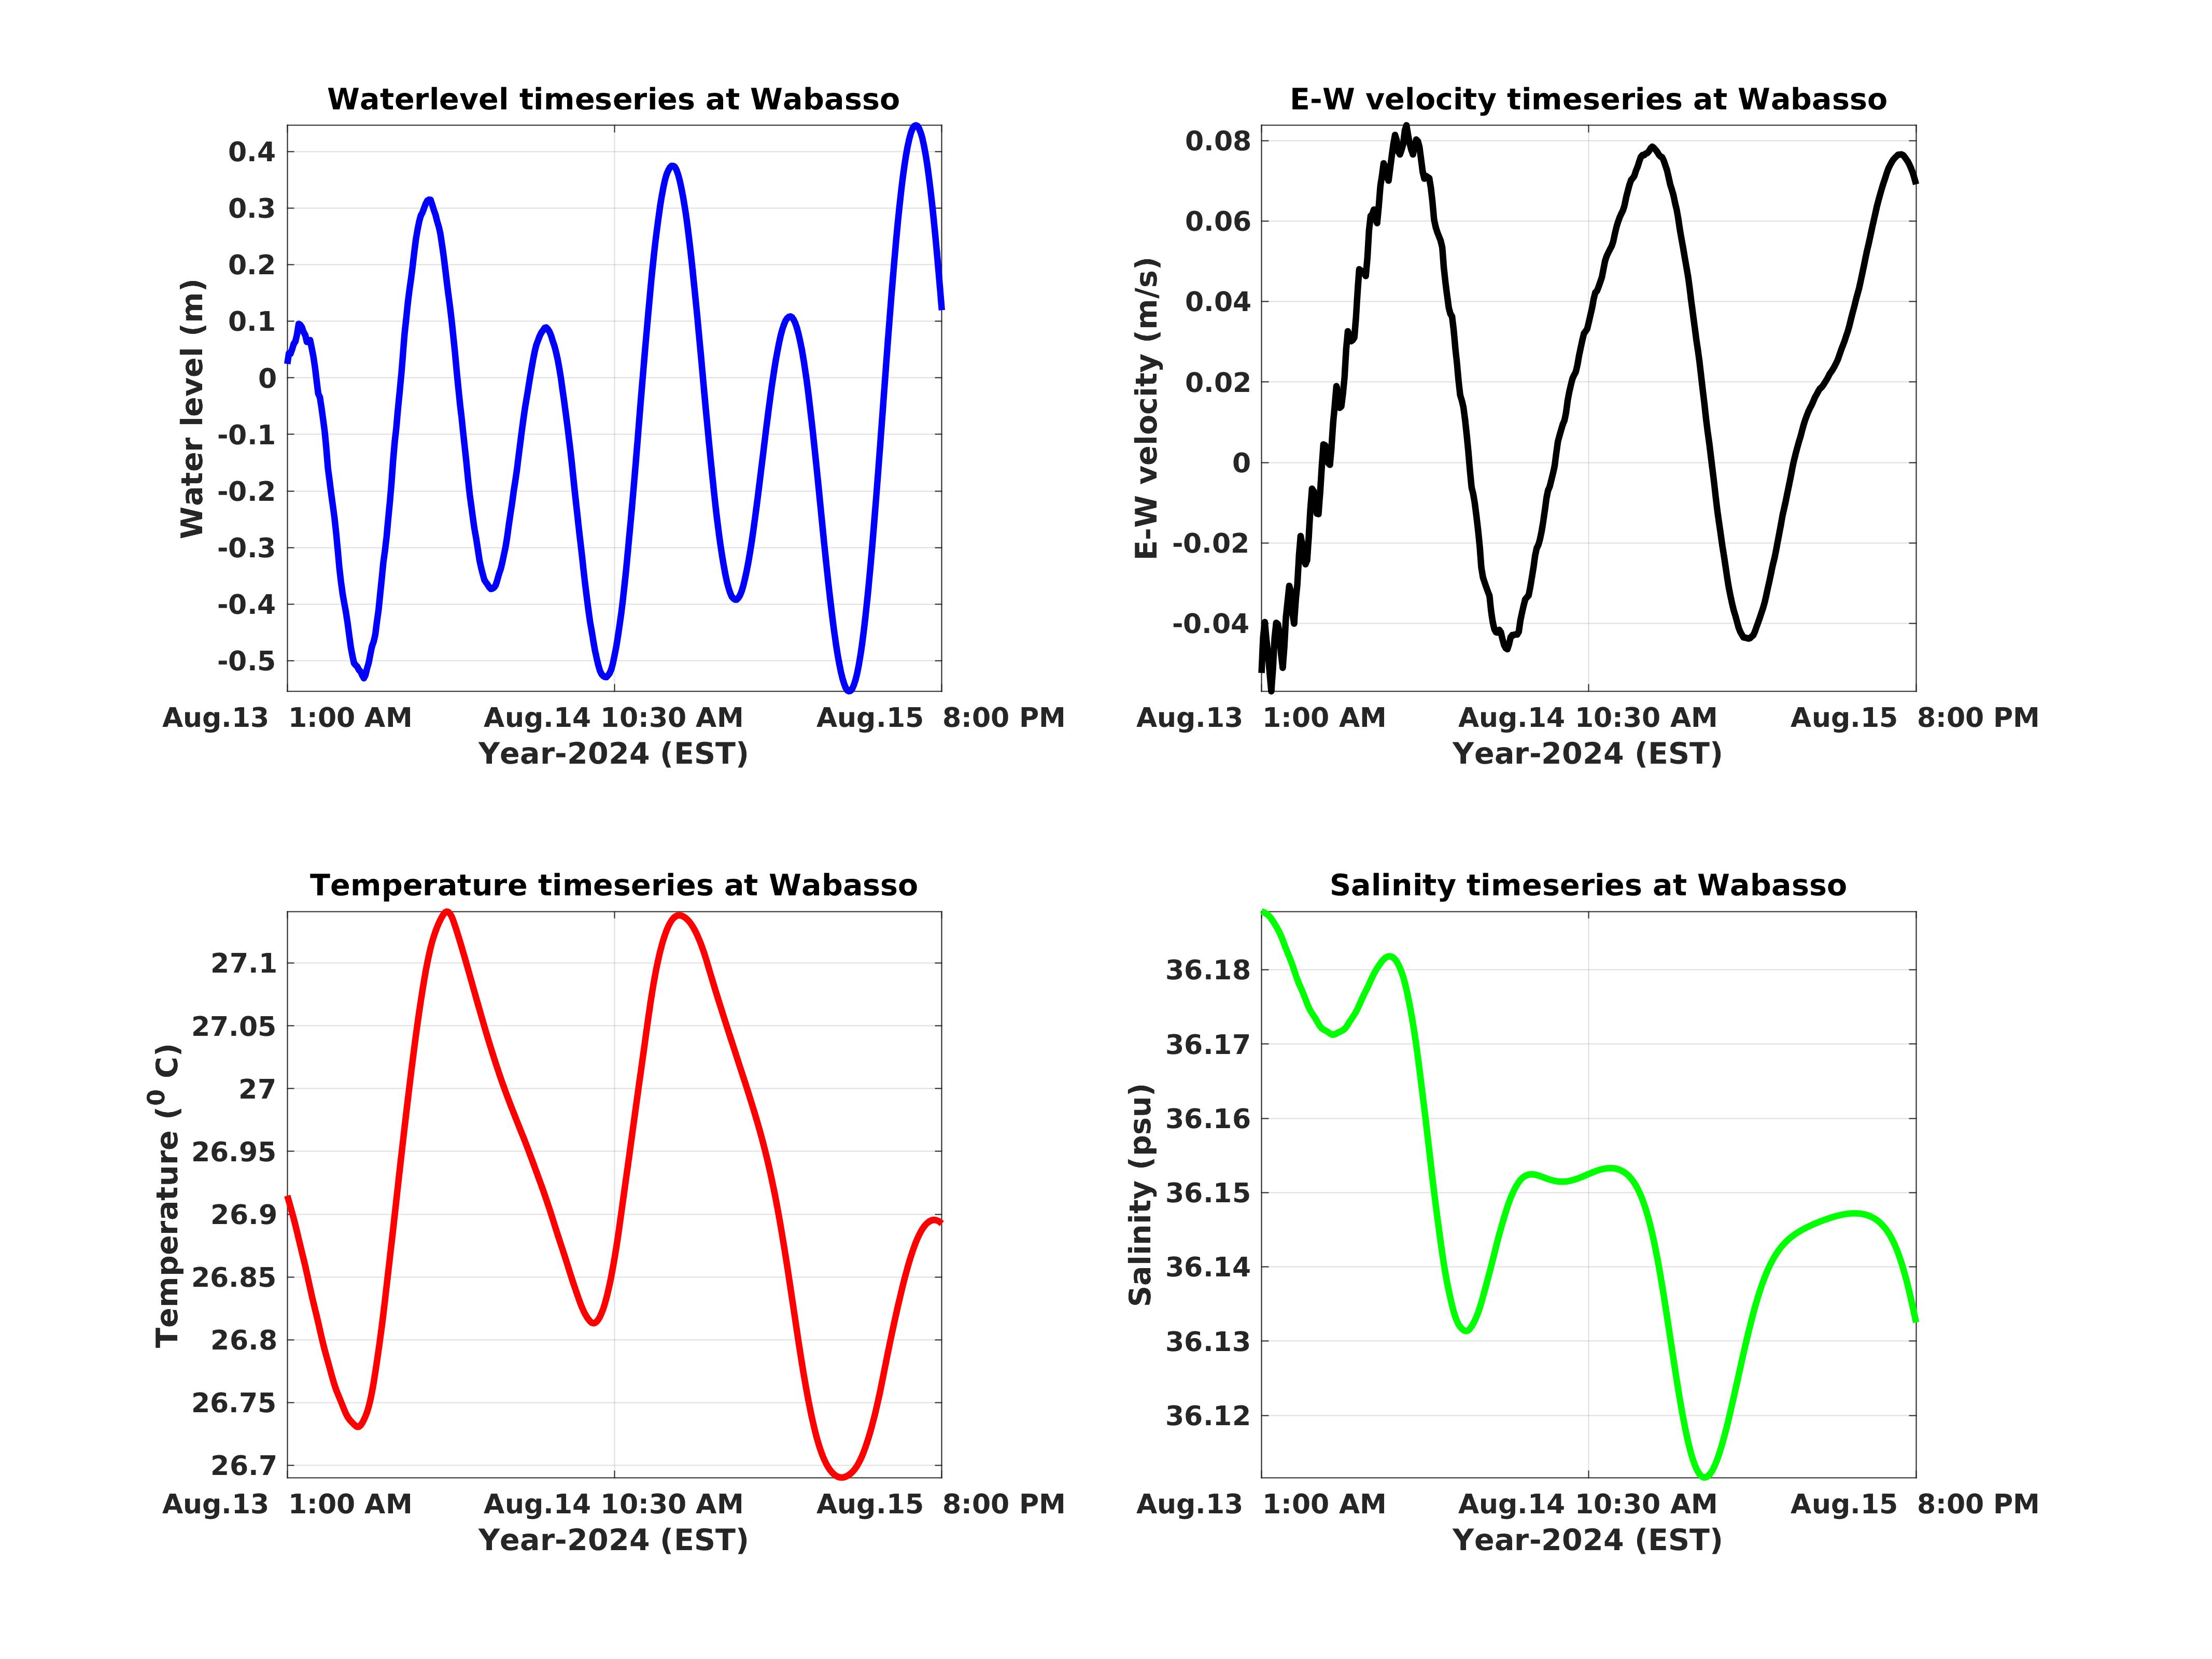 Waterlevel timeseries at Wabasso
Water level (m)
0.4
0.3
0.2
0.1
0
-0.1
-0.2
-0.3
-0.4
-0.5
Aug.13 1:00 AM Aug.14 10:30 AM Aug.15 8:00 PM
Year-2024 (EST)
E-W velocity timeseries at Wabasso
E-W velocity (m/s)
0.08
0.06
0.04
0.02
0
-0.02
-0.04
Aug.13 1:00 AM Aug.14 10:30 AM Aug.15 8:00 PM
Year-2024 (EST)
Temperature timeseries at Wabasso
Temperature (⁰ C)
27.1
27.05
27
26.95
26.9
26.85
26.8
26.75
26.7
Aug.13 1:00 AM Aug.14 10:30 AM Aug.15 8:00 PM
Year-2024 (EST)
Salinity timeseries at Wabasso
Salinity (psu)
36.18
36.17
36.16
36.15
36.14
36.13
36.12
Aug.13 1:00 AM Aug.14 10:30 AM Aug.15 8:00 PM
Year-2024 (EST)